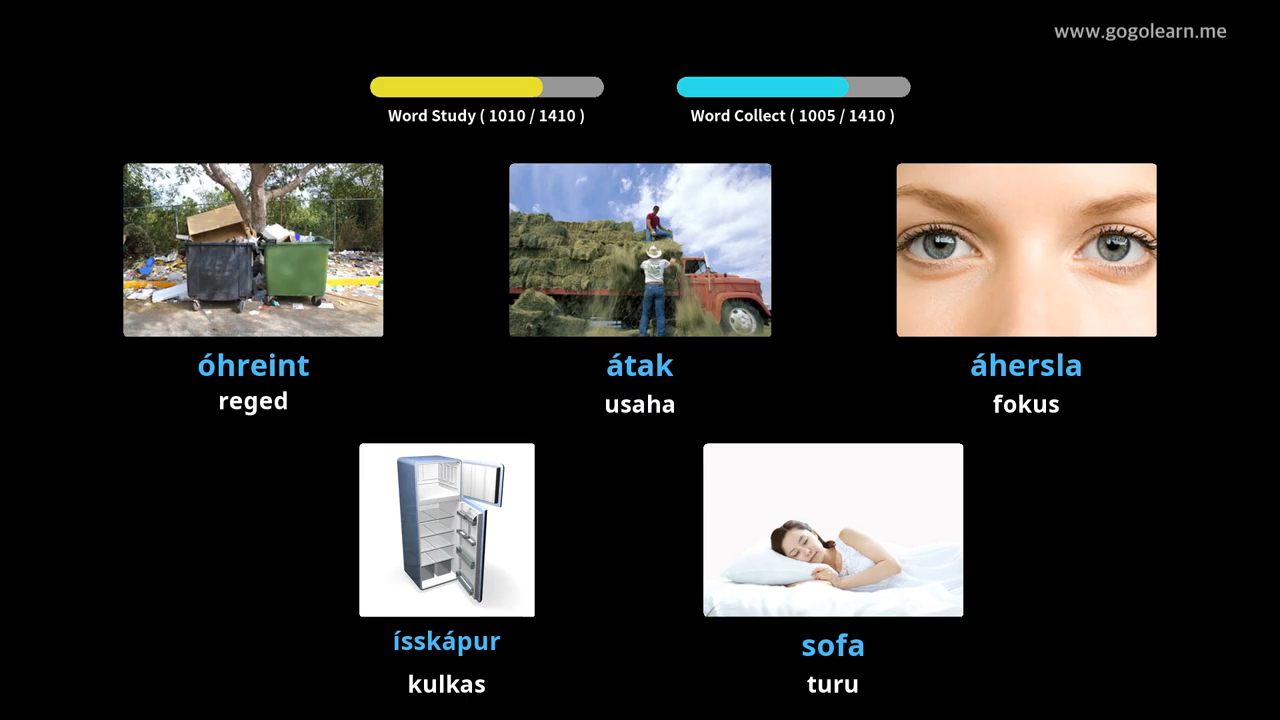 www.gogolearn.me
Word Study ( 1010 / 1410 )
Word Collect ( 1005 / 1410 )
óhreint
reged
átak
usaha
áhersla
fokus
ísskápur
kulkas
sofa
turu